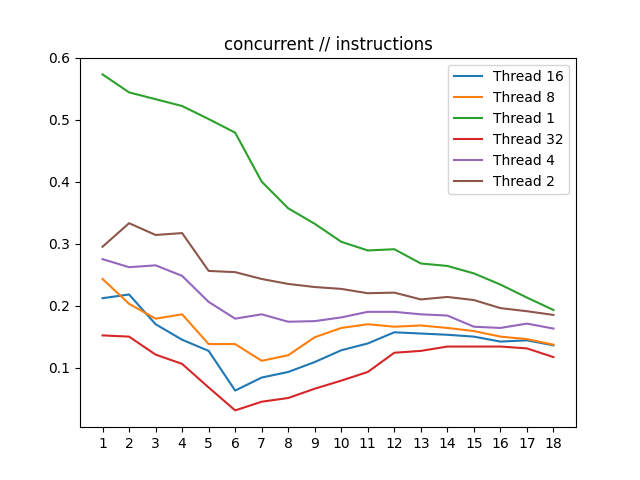 concurrent // instructions
0.6
0.5
0.4
0.3
0.2
0.1
Thread 16
Thread 8
Thread 1
Thread 32
Thread 4
Thread 2
1 2 3 4 5 6 7 8 9 10 11 12 13 14 15 16 17 18